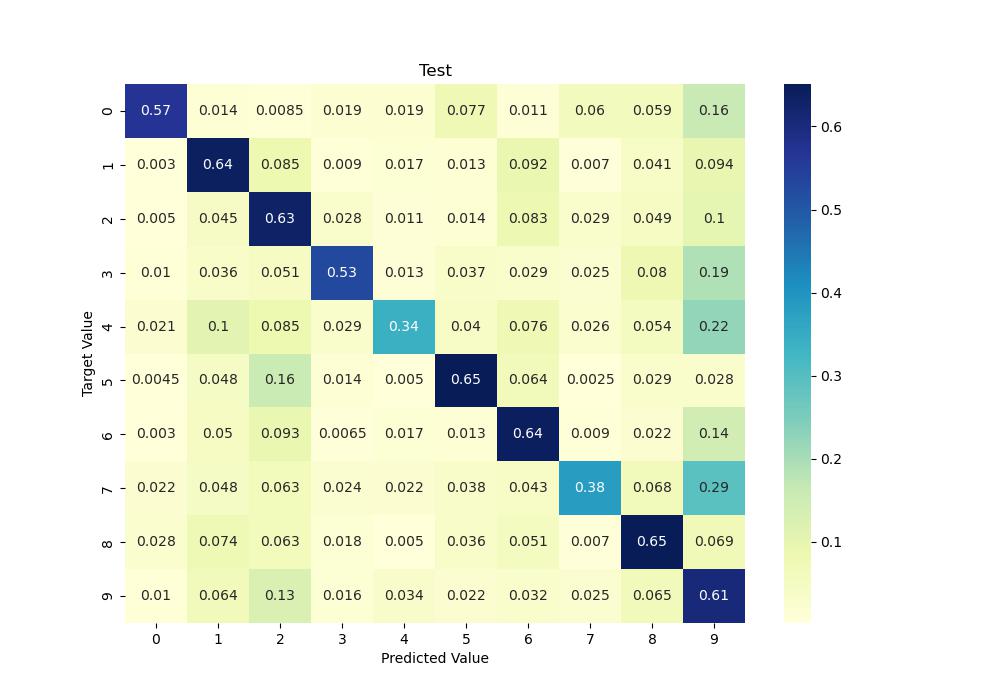 Test
0 0.57 0.014 0.0085 0.019 0.019 0.077 0.011 0.06 0.059 0.16
1 0.003 0.64 0.085 0.009 0.017 0.013 0.092 0.007 0.041 0.094
2 0.005 0.045 0.63 0.028 0.011 0.014 0.083 0.029 0.049 0.1
3 0.01 0.036 0.051 0.53 0.013 0.037 0.029 0.025 0.08 0.19
4 0.021 0.1 0.085 0.029 0.34 0.04 0.076 0.026 0.054 0.22
5 0.0045 0.048 0.16 0.014 0.005 0.65 0.064 0.0025 0.029 0.028
6 0.003 0.05 0.093 0.0065 0.017 0.013 0.64 0.009 0.022 0.14
7 0.022 0.048 0.063 0.024 0.022 0.038 0.043 0.38 0.068 0.29
8 0.028 0.074 0.063 0.018 0.005 0.036 0.051 0.007 0.65 0.069
9 0.01 0.064 0.13 0.016 0.034 0.022 0.032 0.025 0.065 0.61
0 1 2 3 4 5 6 7 8 9
Predicted Value
Target Value
0.6
0.5
0.4
0.3
0.2
0.1